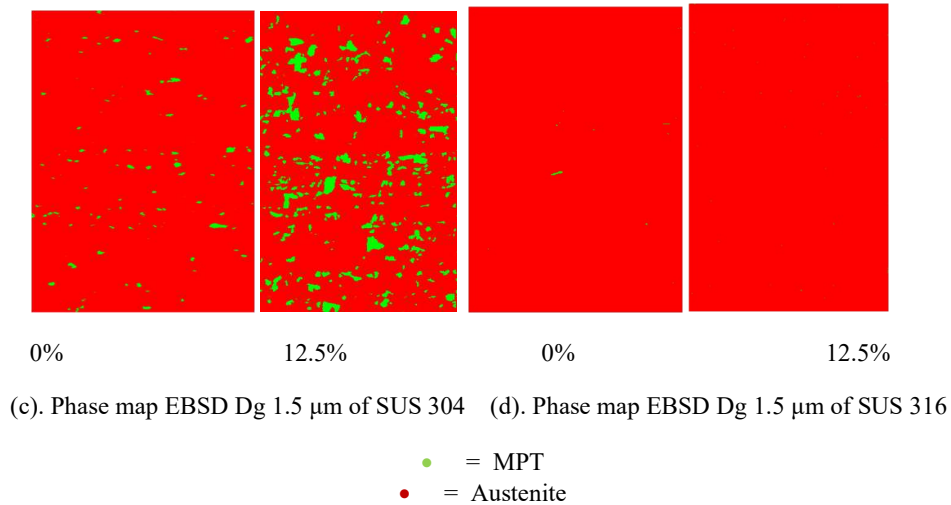 0% 12.5% 0% 12.5%
(c). Phase map EBSD Dg 1.5 μm of SUS 304 (d). Phase map EBSD Dg 1.5 μm of SUS 316
= MPT
= Austenite